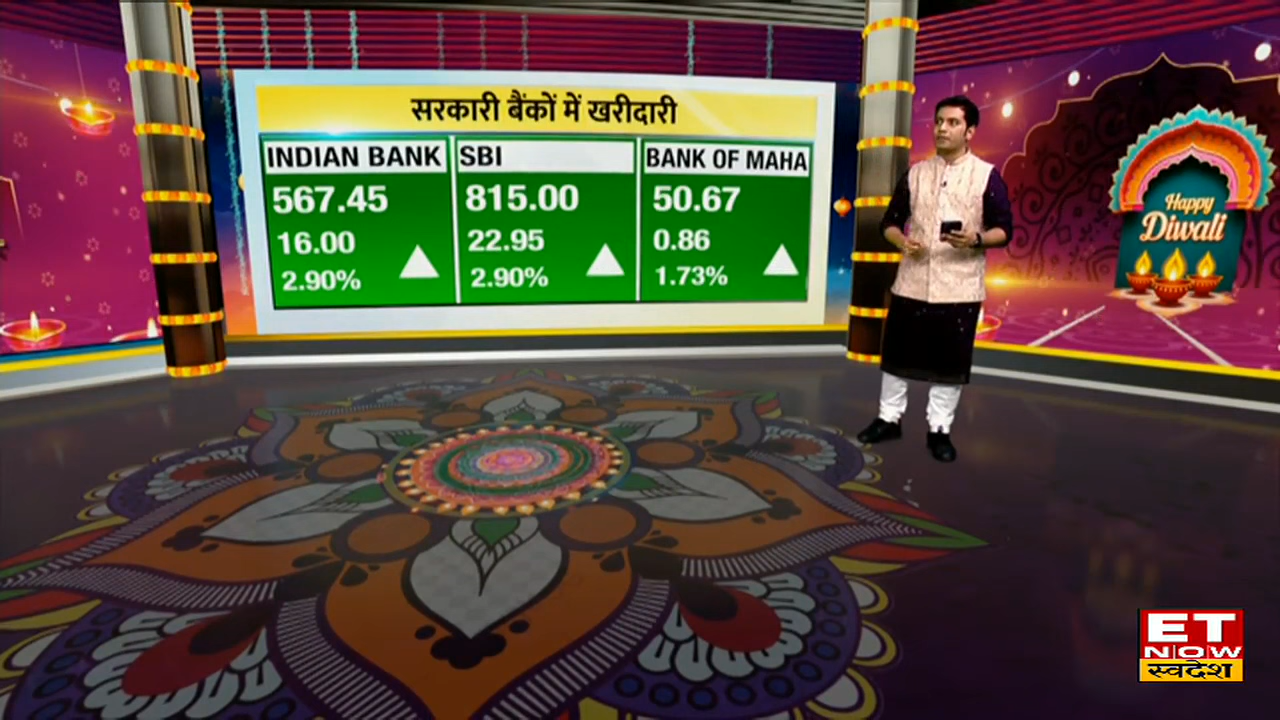 सरकारी बैंकों में खरीदारी
INDIAN BANK
567.45
16.00
2.90%
SBI
815.00
22.95
2.90%
BANK OF MAHA
50.67
0.86
1.73%
Happy
Diwali
ET
NOW
स्वदेश